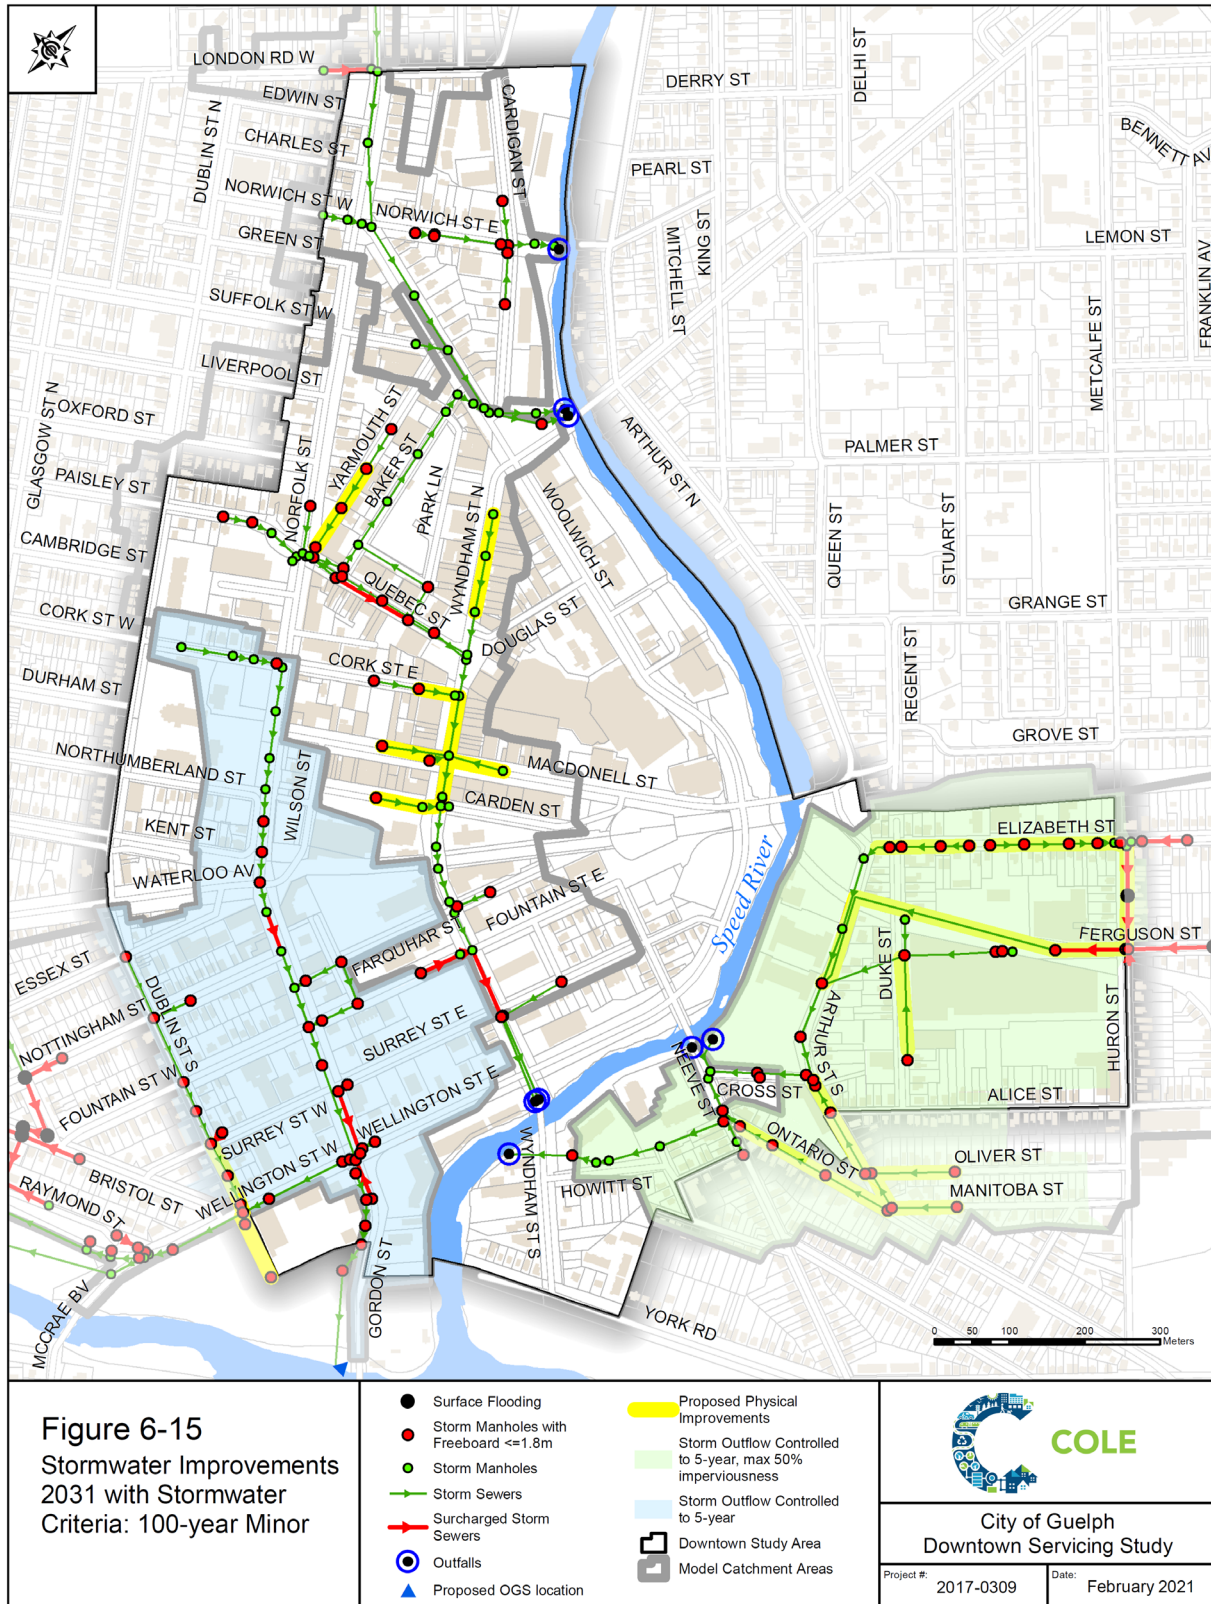 LONDON RD W
EDWIN ST
CHARLES ST
DUBLIN ST N
NORWICH ST W
GREEN ST
NORWICH ST E
CARDIGAN ST
SUFFOLK ST W
LIVERPOOL ST
OXFORD ST
GLASGOW ST N
PAISLEY ST
CAMBRIDGE ST
CORK ST W
DURHAM ST
NORTHUMBERLAND ST
KENT ST
WATERLOO AV
DERRY ST
DELHI ST
BENNETT AV
PEARL ST
KING ST
MITCHELL ST
LEMON ST
FRANKLIN AV
METCALFE ST
PALMER ST
ARTHUR ST N
WOOLWICH ST
QUEEN ST
STUART ST
GRANGE ST
REGENT ST
GROVE ST
YARMOUTH ST
BAKER ST
PARK LN
NORFOLK ST
WYNDHAM ST N
QUEBEC ST
DOUGLAS ST
CORK ST E
MACDONELL ST
CARDEN ST
WILSON ST
FOUNTAIN ST E
FARQUHAR ST
Speed River
ELIZABETH ST
FERGUSON ST
DUKE ST
ARTHUR ST S
HURON ST
ALICE ST
CROSS ST
NEEVE ST
ONTARIO ST
OLIVER ST
MANITOBA ST
HOWITT ST
WYNDHAM ST S
YORK RD
ESSEX ST
NOTTINGHAM ST
DUBLIN ST S
FOUNTAIN ST W
SURREY ST E
SURREY ST W
WELLINGTON ST E
WELLINGTON ST W
BRISTOL ST
RAYMOND ST
MCCRAE BV
GORDON ST
0 50 100 200 300
Meters
Figure 6-15
Stormwater Improvements
2031 with Stormwater
Criteria: 100-year Minor
Surface Flooding
Storm Manholes with
Freeboard <=1.8m
Storm Manholes
Storm Sewers
Surcharged Storm
Sewers
Outfalls
Proposed OGS location
Proposed Physical
Improvements
Storm Outflow Controlled
to 5-year, max 50%
imperviousness
Storm Outflow Controlled
to 5-year
Downtown Study Area
Model Catchment Areas
COLE
City of Guelph
Downtown Servicing Study
Project #:
2017-0309
Date:
February 2021